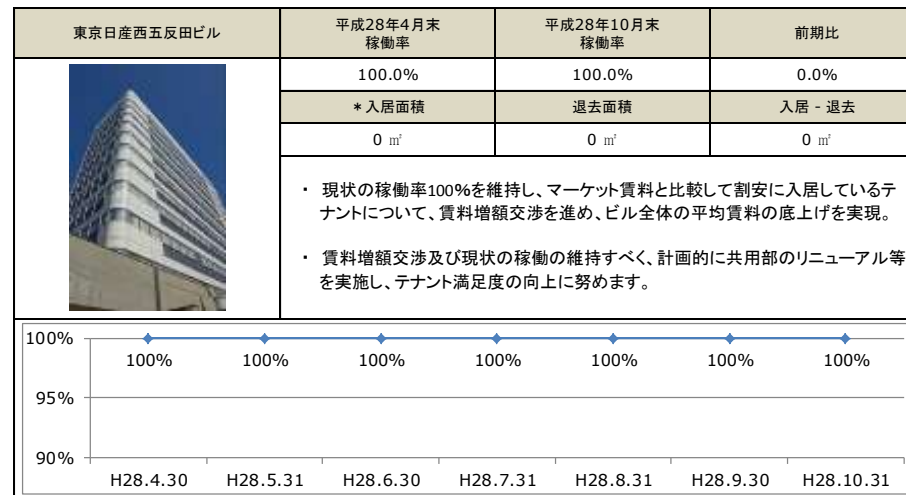 東京日産西五反田ビル
平成28年4月末
稼働率
平成28年10月末
稼働率
前期比
100.0%
100.0%
0.0%
*入居面積
退去面積
入居 - 退去
0 ㎡
0 ㎡
0 ㎡
・ 現状の稼働率100%を維持し、マーケット賃料と比較して割安に入居しているテ
ナントについて、賃料増額交渉を進め、ビル全体の平均賃料の底上げを実現。
・ 賃料増額交渉及び現状の稼働の維持すべく、計画的に共用部のリニューアル等
を実施し、テナント満足度の向上に努めます。
100%
100% 100% 100% 100% 100% 100% 100%
95%
90%
H28.4.30 H28.5.31 H28.6.30 H28.7.31 H28.8.31 H28.9.30 H28.10.31